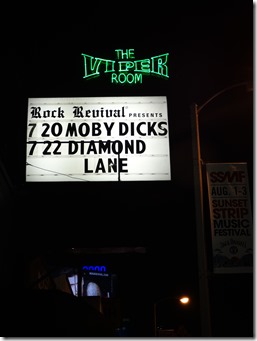 THE
VIPER
ROOM
Rock Revival PRESENTS
7 20 MOBY DICKS
7 22 DIAMOND
LANE
SSMF
AUG. 1-3
SUNSET
STRIP
MUSIC
FESTIVAL